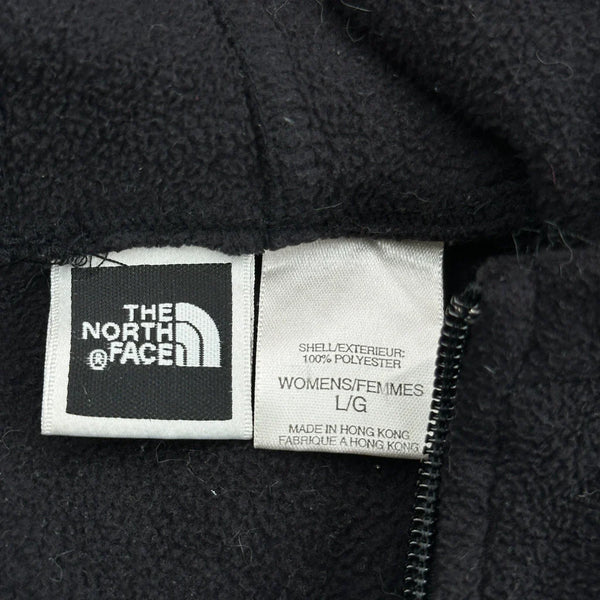 THE
NORTH
® FACE
SHELL/EXTERIEUR:
100% POLYESTER
WOMENS/FEMMES
L/G
MADE IN HONG KONG
FABRIQUE A HONG KONG